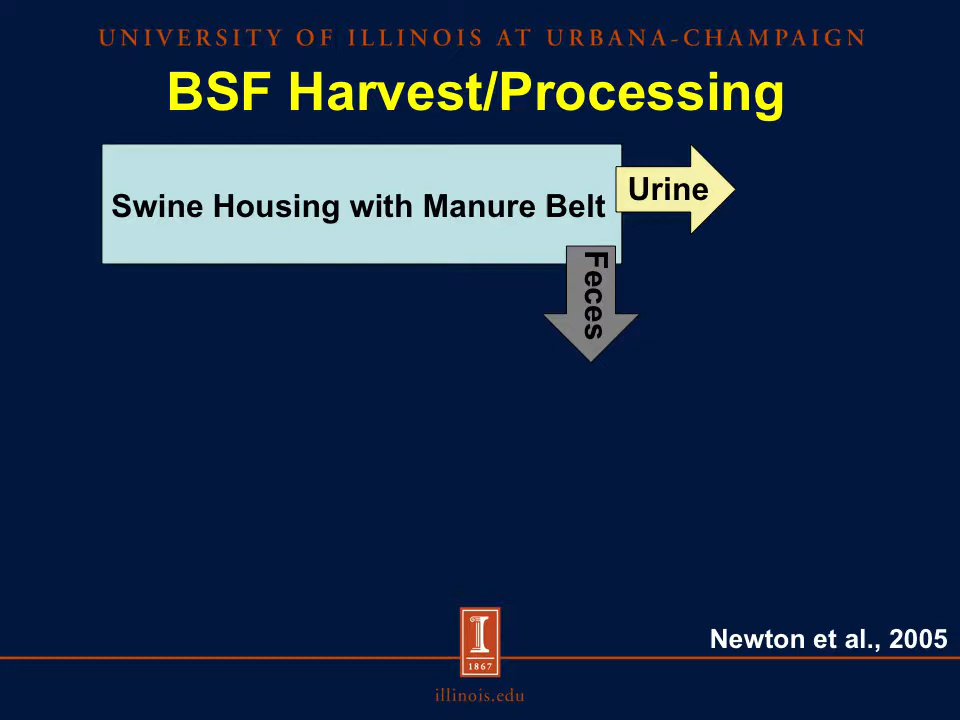 UNIVERSITY OF ILLINOIS AT URBANA-CHAMPAIGN
BSF Harvest/Processing
Swine Housing with Manure Belt
Urine
Feces
Newton et al., 2005
I
1867
illinois.edu